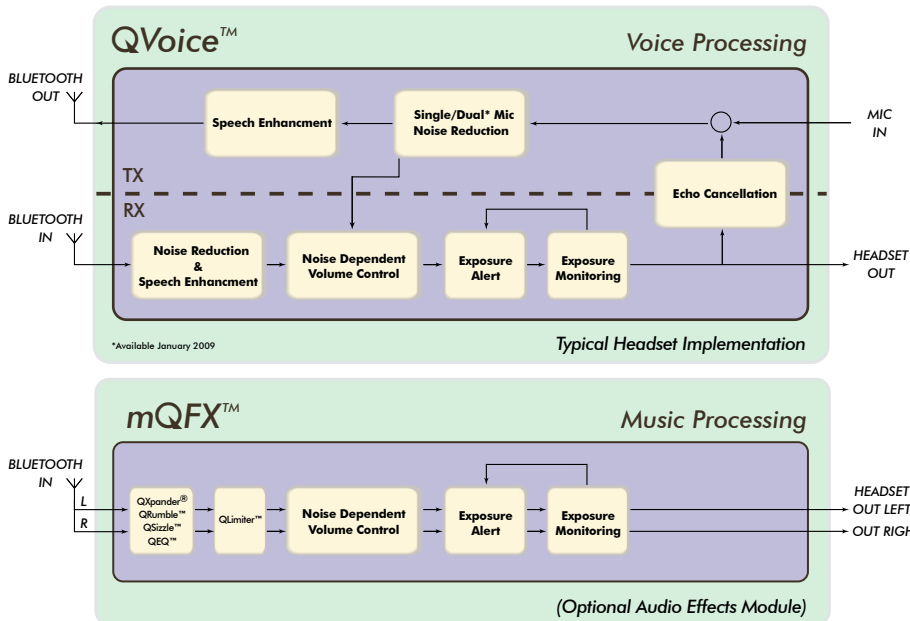 QVoice™
Voice Processing
BLUETOOTH
OUT
Speech Enhancment
Single/Dual* Mic
Noise Reduction
MIC
IN
TX
RX
Echo Cancellation
BLUETOOTH
IN
Noise Reduction
&
Speech Enhancment
Noise Dependent
Volume Control
Exposure
Alert
Exposure
Monitoring
HEADSET
OUT
*Available January 2009
Typical Headset Implementation
mQFX™
Music Processing
BLUETOOTH
IN
L
R
QXpander®
QRumble™
QSizzle™
QEQ™
QLimiter™
Noise Dependent
Volume Control
Exposure
Alert
Exposure
Monitoring
HEADSET
OUT LEFT
OUT RIGH
(Optional Audio Effects Module)